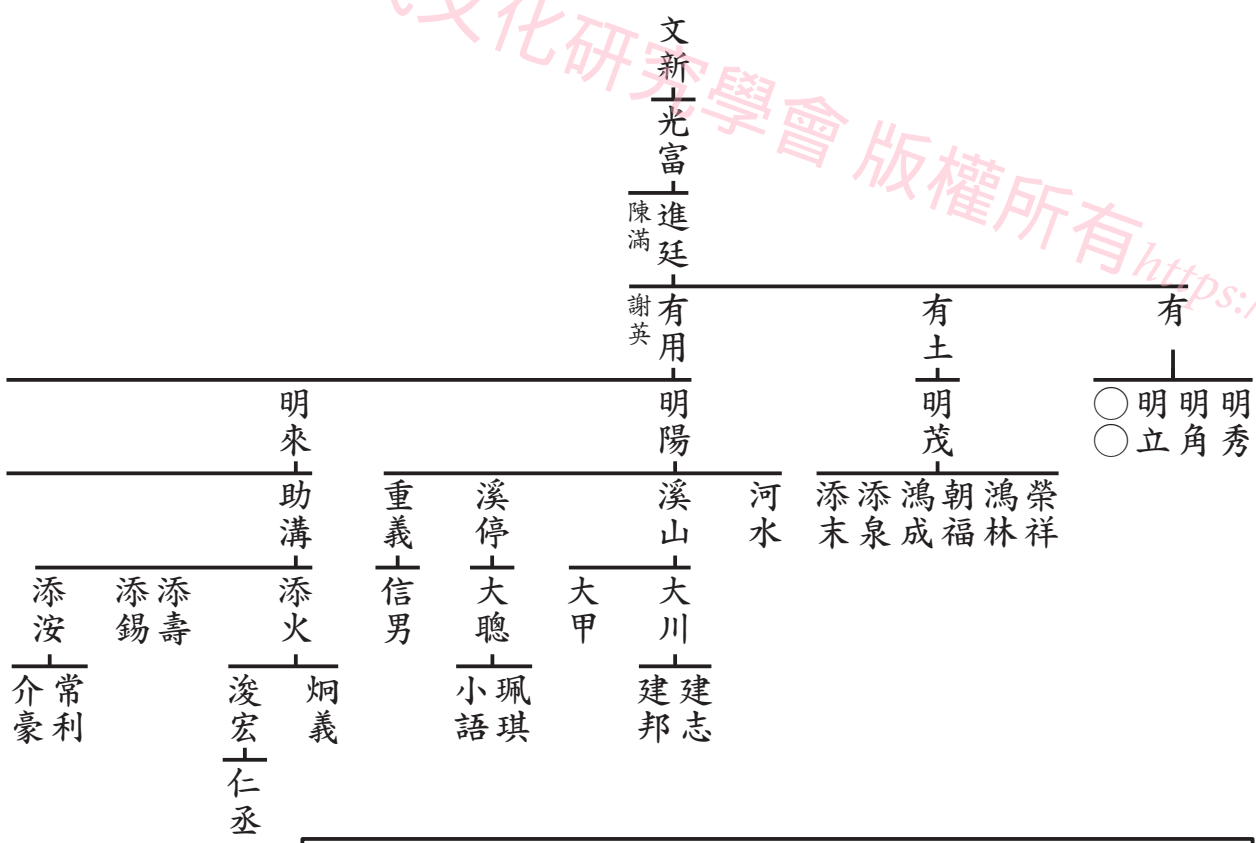 文化研究學會 版權所有https:/
文新
光富
進廷
陳滿
有
有土
有用
謝英
明秀
明角
明立
◯◯
明茂
明陽
明來
榮祥
鴻林
朝福
鴻成
添泉
添末
河水
溪山
溪停
重義
助溝
大川
大甲
大聰
信男
添火
添壽
添錫
添洝
建志
建邦
珮琪
小語
炯義
浚宏
常利
介豪
仁丞